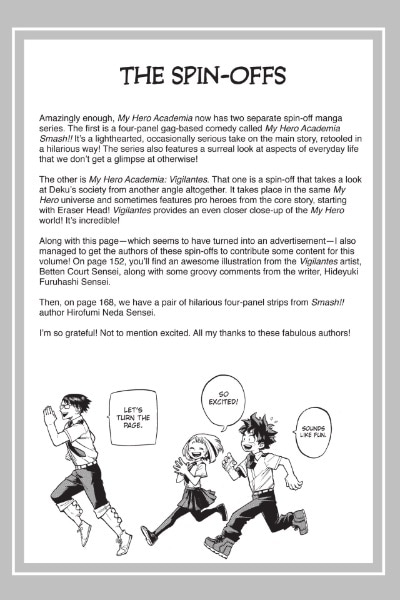 THE SPIN-OFFS
Amazingly enough, My Hero Academia now has two separate spin-off manga
series. The first is a four-panel gag-based comedy called My Hero Academia
Smash!! It's a lighthearted, occasionally serious take on the main story, retooled in
a hilarious way! The series also features a surreal look at aspects of everyday life
that we don't get a glimpse at otherwise!
The other is My Hero Academia: Vigilantes. That one is a spin-off that takes a look
at Deku's society from another angle altogether. It takes place in the same My
Hero universe and sometimes features pro heroes from the core story, starting
with Eraser Head! Vigilantes provides an even closer close-up of the My Hero
world! It's incredible!
Along with this page—which seems to have turned into an advertisement—I also
managed to get the authors of these spin-offs to contribute some content for this
volume! On page 152, you'll find an awesome illustration from the Vigilantes artist,
Betten Court Sensei, along with some groovy comments from the writer, Hideyuki
Furuhashi Sensei.
Then, on page 168, we have a pair of hilarious four-panel strips from Smash!!
author Hirofumi Neda Sensei.
I'm so grateful! Not to mention excited. All my thanks to these fabulous authors!
LET'S
TURN THE
PAGE.
SO
EXCITED!
SOUNDS
LIKE FUN.